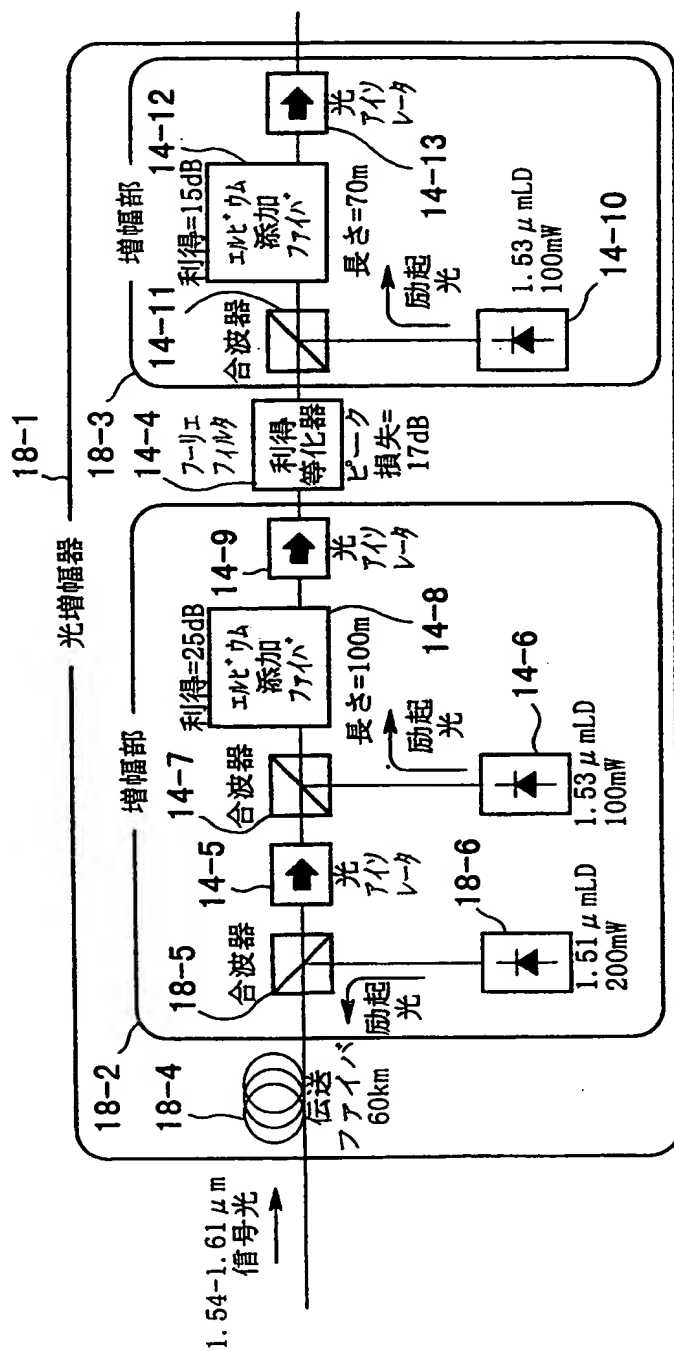 18-1
光増幅器
18-2
増幅部
18-3
増幅部
1.54-1.61μm
信号光
18-4
伝送
ファイバ
60km
18-5
合波器
励起光
18-6
1.51μmLD
200mW
14-5
光
アイソ
レータ
14-7
合波器
励起
光
14-6
1.53μmLD
100mW
利得=25dB
エルビウム
添加
ファイバ
長さ=100m
14-8
14-9
光
アイソ
レータ
14-4
フーリエ
フィルタ
利得
等化器
ピーク
損失=
17dB
14-11
合波器
励起
光
14-10
1.53μmLD
100mW
利得=15dB
エルビウム
添加
ファイバ
長さ=70m
14-12
光
アイソ
レータ
14-13